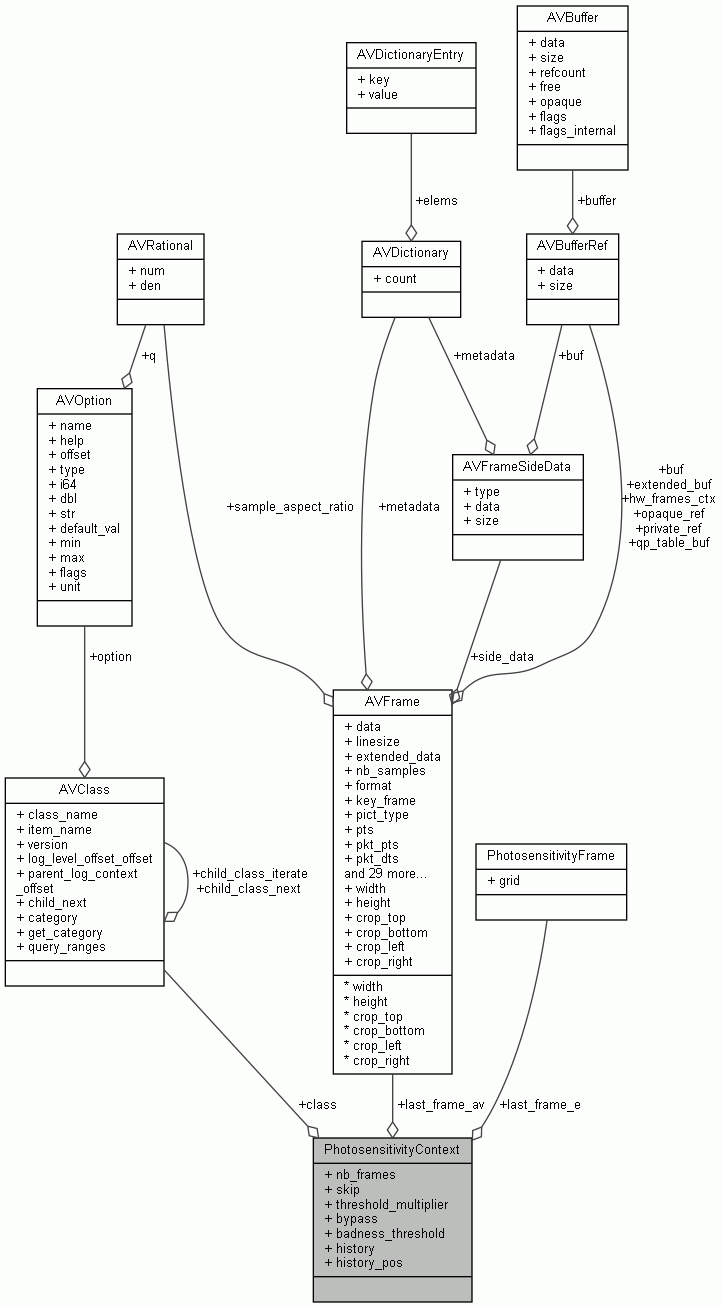 AVBuffer
+ data
+ size
+ refcount
+ free
+ opaque
+ flags
+ flags_internal
AVDictionaryEntry
+ key
+ value
+elems
+buffer
AVRational
+ num
+ den
AVDictionary
+ count
AVBufferRef
+ data
+ size
+q
+metadata
+buf
AVOption
+ name
+ help
+ offset
+ type
+ i64
+ dbl
+ str
+ default_val
+ min
+ max
+ flags
+ unit
AVFrameSideData
+ type
+ data
+ size
+buf
+extended_buf
+hw_frames_ctx
+opaque_ref
+private_ref
+qp_table_buf
+sample_aspect_ratio
+metadata
+option
+side_data
AVFrame
+ data
+ linesize
+ extended_data
+ nb_samples
+ format
+ key_frame
+ pict_type
+ pts
+ pkt_pts
+ pkt_dts
and 29 more...
+ width
+ height
+ crop_top
+ crop_bottom
+ crop_left
+ crop_right
* width
* height
* crop_top
* crop_bottom
* crop_left
* crop_right
AVClass
+ class_name
+ item_name
+ version
+ log_level_offset_offset
+ parent_log_context
_offset
+ child_next
+ category
+ get_category
+ query_ranges
+child_class_iterate
+child_class_next
PhotosensitivityFrame
+ grid
+class
+last_frame_av
+last_frame_e
PhotosensitivityContext
+ nb_frames
+ skip
+ threshold_multiplier
+ bypass
+ badness_threshold
+ history
+ history_pos